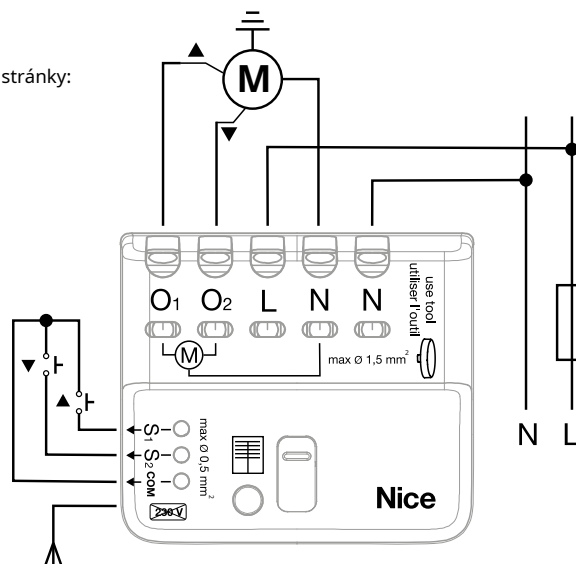 stránky:
M
O1 O2 L N N
use tool
utiliser l'outil
M
max Ø 1,5 mm²
S1
S2
COM
max Ø 0,5 mm²
230 V
Nice
N L